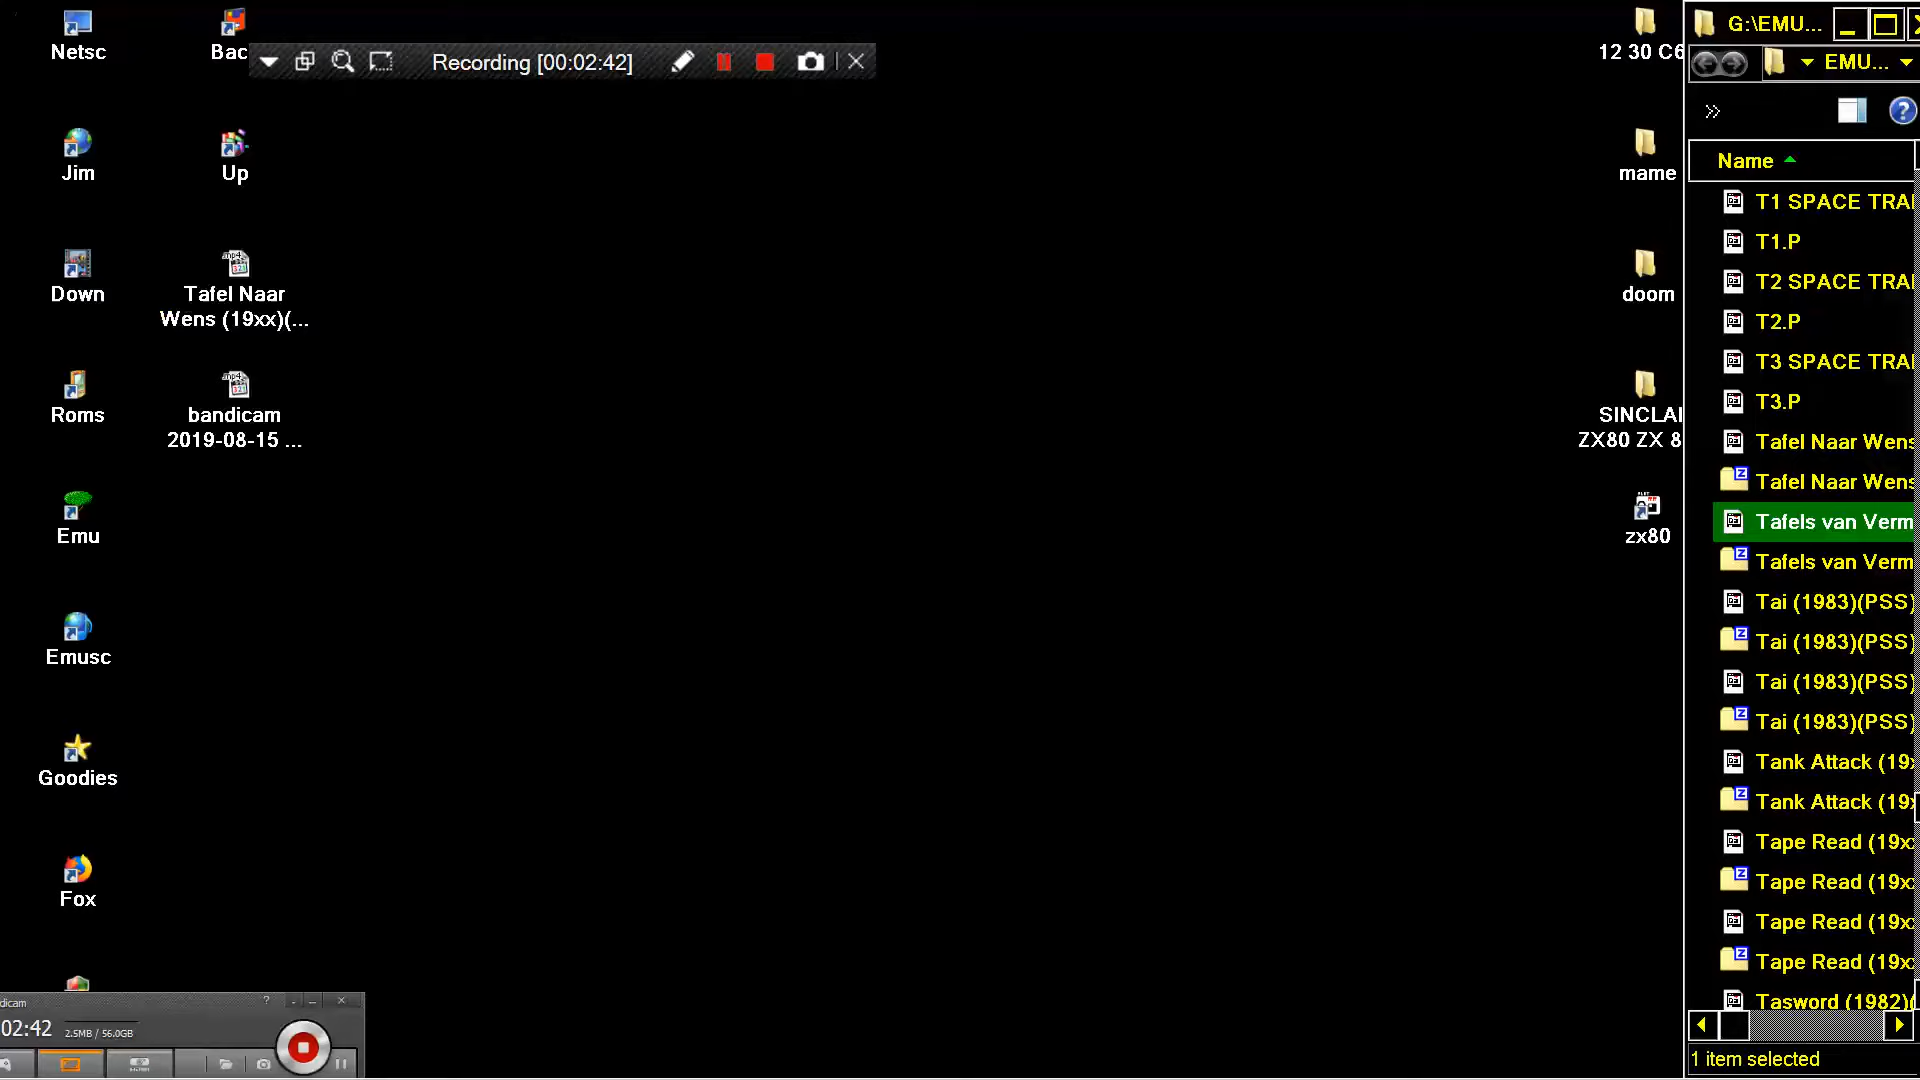 Netsc
Bac
Recording [00:02:42]
12 30 C6
G:\EMU...
EMU...
Jim
Up
mame
Name
T1 SPACE TRA
T1.P
T2 SPACE TRA
T2.P
T3 SPACE TRA
T3.P
Down
Tafel Naar
Wens (19xx)(...
doom
Roms
bandicam
2019-08-15 ...
SINCLAI
ZX80 ZX 8
Tafel Naar Wens
Tafel Naar Wens
Tafels van Verm
Tafels van Verm
Emu
zx80
Tai (1983)(PSS)
Tai (1983)(PSS)
Tai (1983)(PSS)
Tai (1983)(PSS)
Emusc
Goodies
Tank Attack (19x
Tank Attack (19x
Tape Read (19x
Tape Read (19x
Tape Read (19x
Tape Read (19x
Fox
Tasword (1982)(
dicam
02:42
2.5MB / 56.0GB
1 item selected